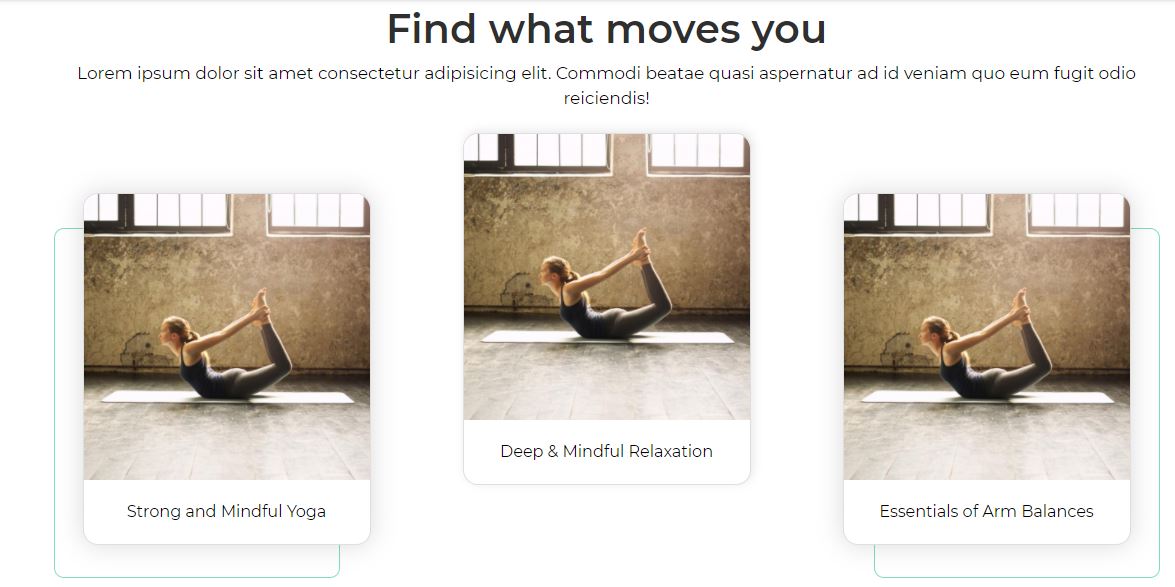 Find what moves you
Lorem ipsum dolor sit amet consectetur adipisicing elit. Commodi beatae quasi aspernatur ad id veniam quo eum fugit odio
reiciendis!
Deep & Mindful Relaxation
Strong and Mindful Yoga
Essentials of Arm Balances